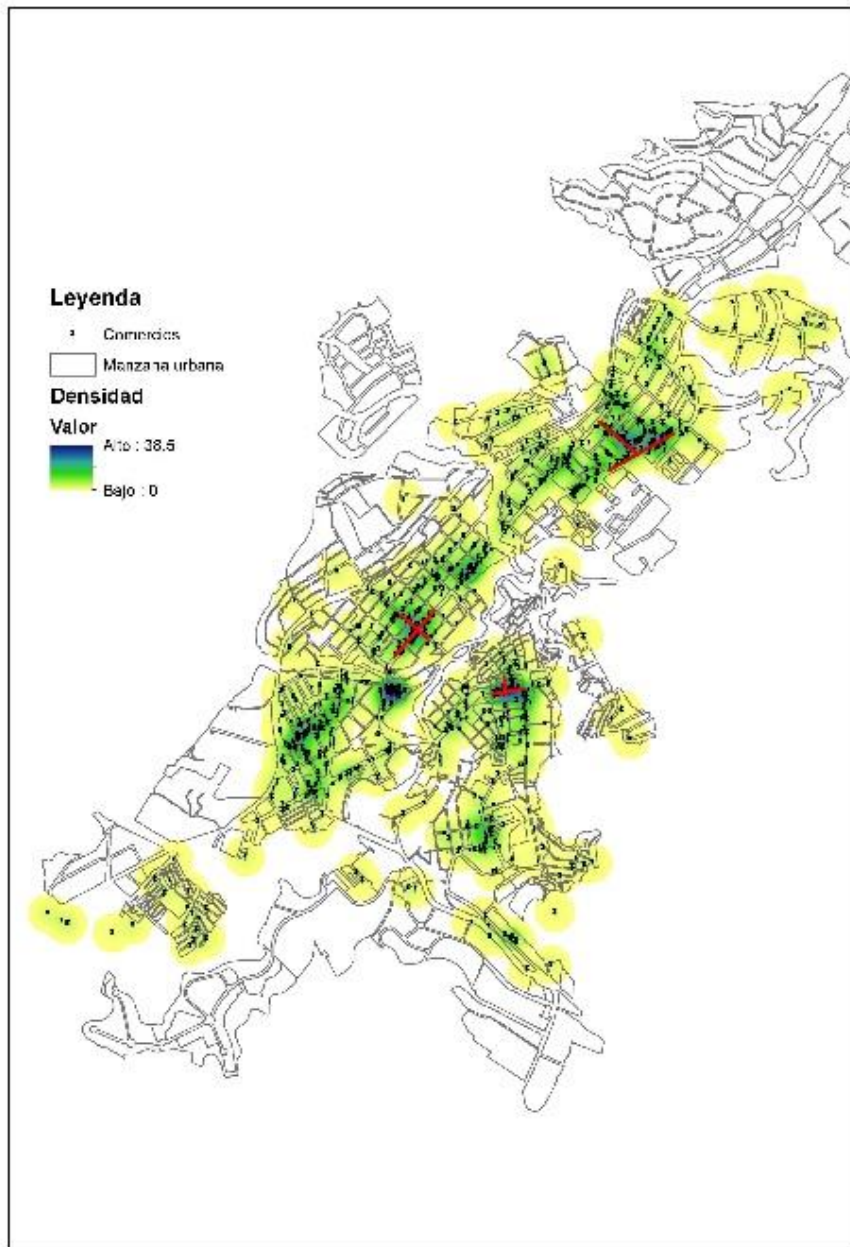 Leyenda
Comercios
Manzana urbana
Densidad
Valor
Alto : 38.5
Bajo : 0